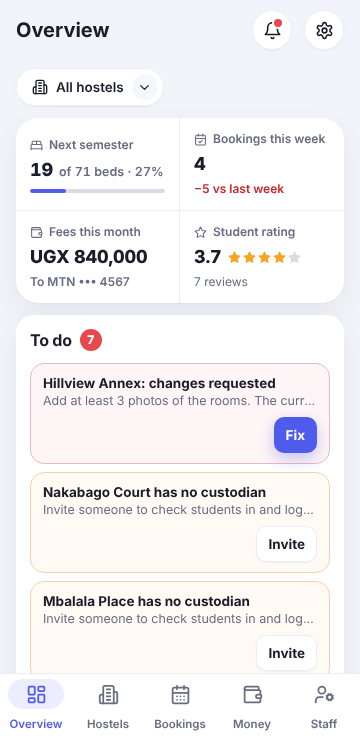 Overview
All hostels
Next semester
19 of 71 beds · 27%
Bookings this week
4
−5 vs last week
Fees this month
UGX 840,000
To MTN ••• 4567
Student rating
3.7
7 reviews
To do 7
Hillview Annex: changes requested
Add at least 3 photos of the rooms. The curr...
Fix
Nakabago Court has no custodian
Invite someone to check students in and log...
Invite
Mbalala Place has no custodian
Invite someone to check students in and log...
Invite
Overview
Hostels
Bookings
Money
Staff